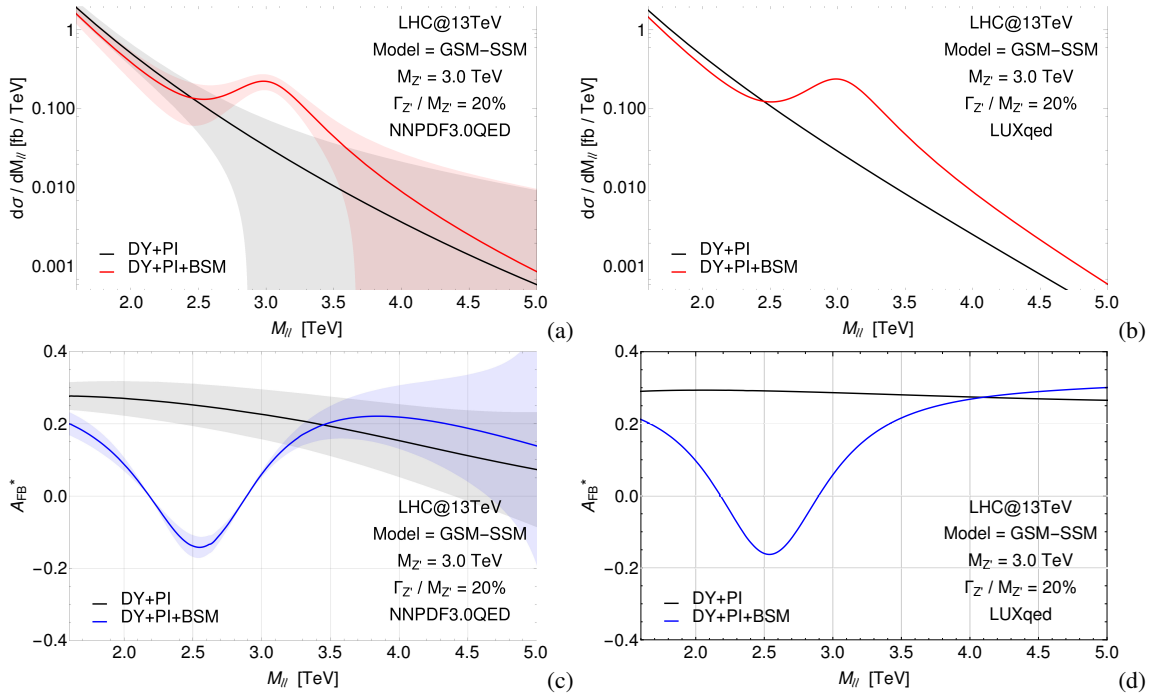 LHC@13TeV
Model = GSM−SSM
M_Z' = 3.0 TeV
Γ_Z' / M_Z' = 20%
NNPDF3.0QED
dσ / dM_ll [fb / TeV]
1
0.100
0.010
0.001
DY+PI
DY+PI+BSM
2.0 2.5 3.0 3.5 4.0 4.5 5.0
M_ll [TeV]
(a)
LHC@13TeV
Model = GSM−SSM
M_Z' = 3.0 TeV
Γ_Z' / M_Z' = 20%
LUXqed
dσ / dM_ll [fb / TeV]
1
0.100
0.010
0.001
DY+PI
DY+PI+BSM
2.0 2.5 3.0 3.5 4.0 4.5 5.0
M_ll [TeV]
(b)
A_FB*
0.4
0.2
0.0
−0.2
−0.4
LHC@13TeV
Model = GSM−SSM
M_Z' = 3.0 TeV
Γ_Z' / M_Z' = 20%
NNPDF3.0QED
DY+PI
DY+PI+BSM
2.0 2.5 3.0 3.5 4.0 4.5 5.0
M_ll [TeV]
(c)
A_FB*
0.4
0.2
0.0
−0.2
−0.4
LHC@13TeV
Model = GSM−SSM
M_Z' = 3.0 TeV
Γ_Z' / M_Z' = 20%
LUXqed
DY+PI
DY+PI+BSM
2.0 2.5 3.0 3.5 4.0 4.5 5.0
M_ll [TeV]
(d)